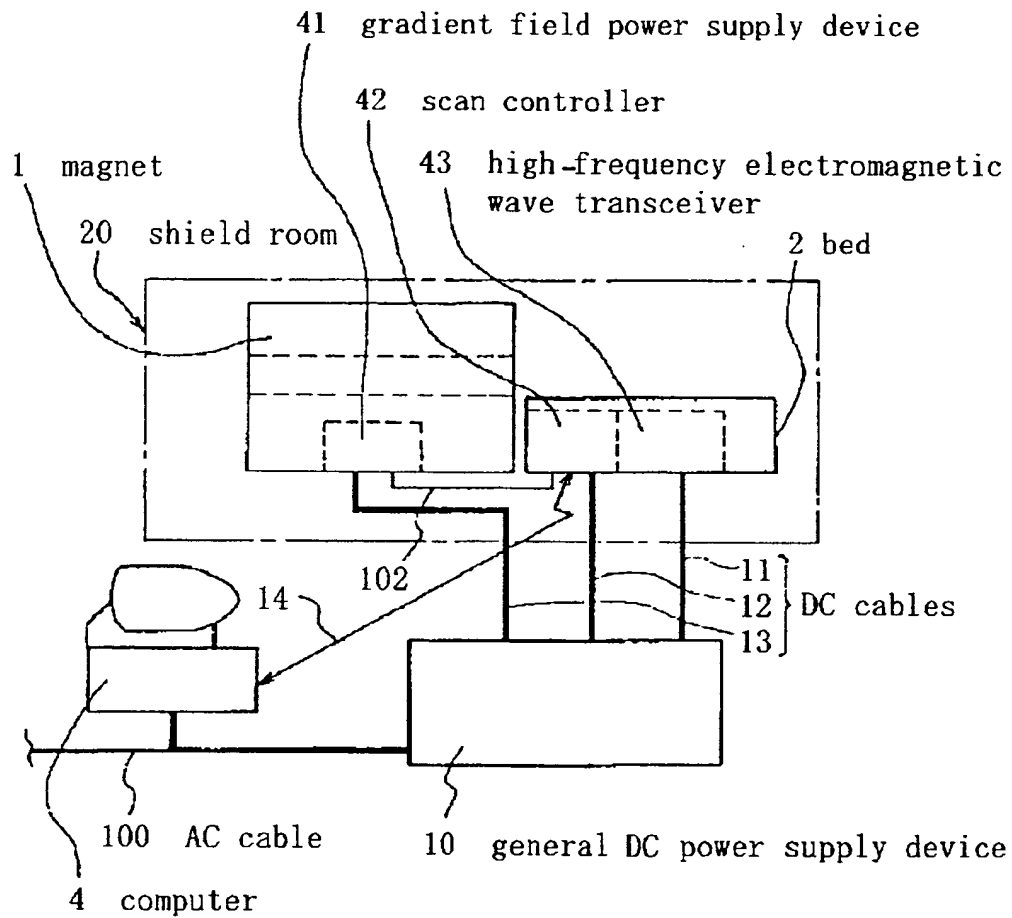 41 gradient field power supply device
42 scan controller
1 magnet
43 high-frequency electromagnetic
wave transceiver
20 shield room
2 bed
102
11
14
12 DC cables
13
100 AC cable
10 general DC power supply device
4 computer